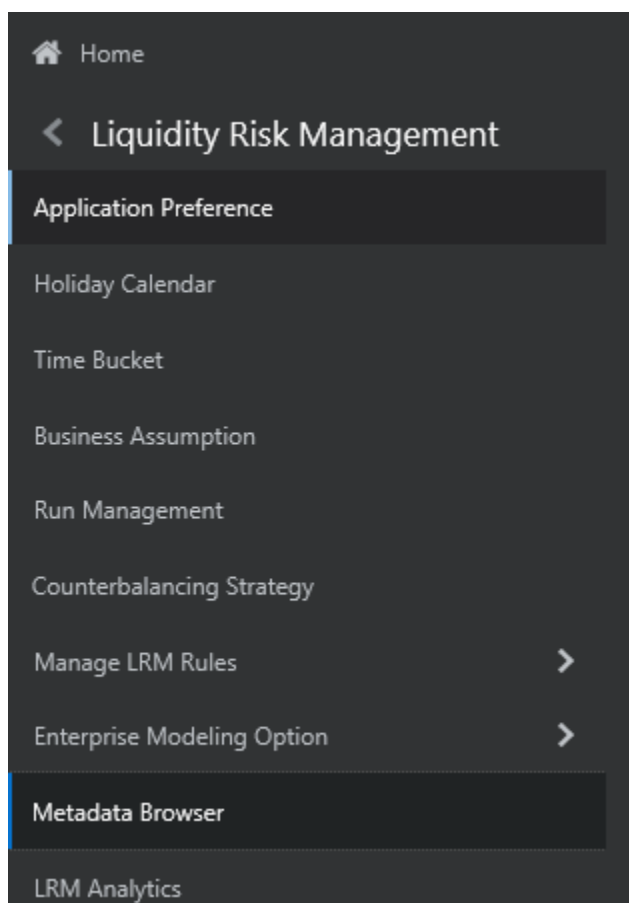 Home
Liquidity Risk Management
Application Preference
Holiday Calendar
Time Bucket
Business Assumption
Run Management
Counterbalancing Strategy
Manage LRM Rules
Enterprise Modeling Option
Metadata Browser
LRM Analytics